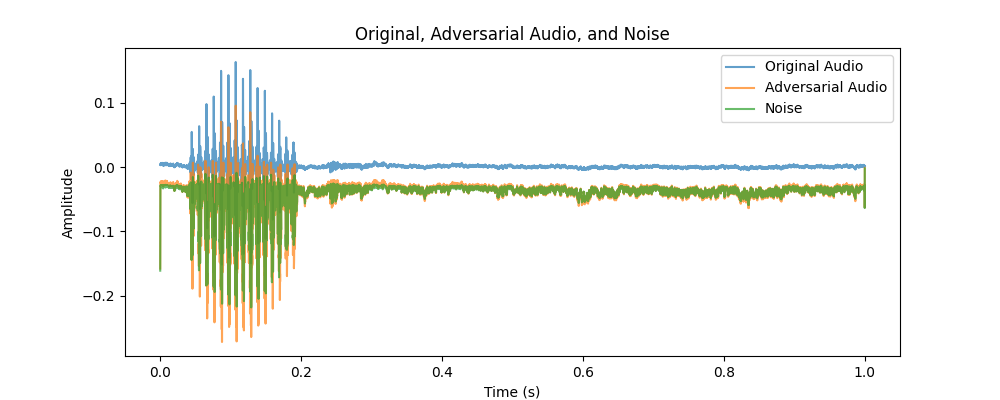 Original, Adversarial Audio, and Noise
Original Audio
Adversarial Audio
Noise
Amplitude
0.1
0.0
−0.1
−0.2
0.0 0.2 0.4 0.6 0.8 1.0
Time (s)